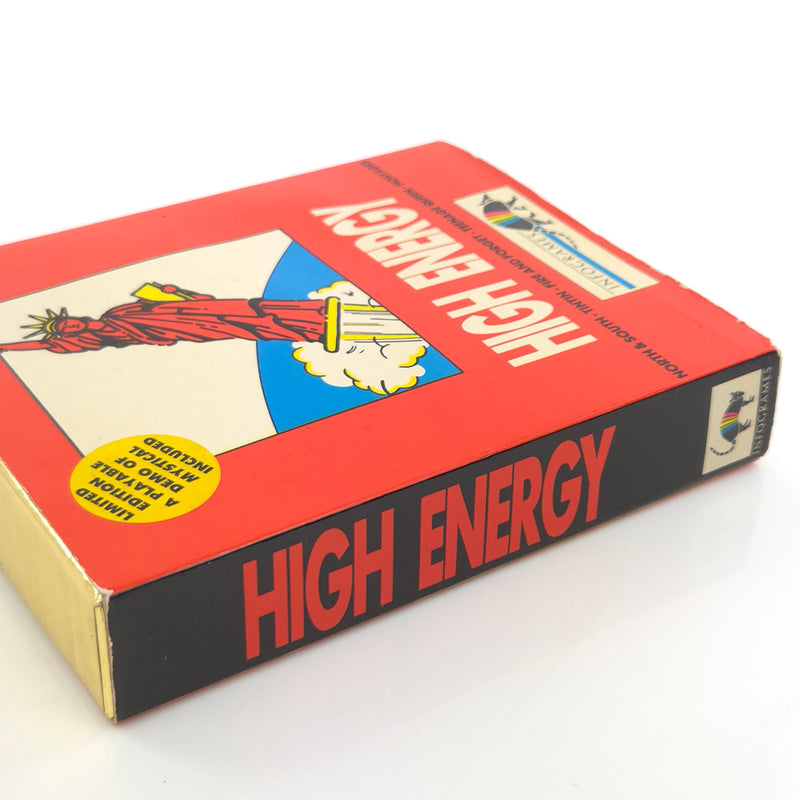 INFOGRAMES
NORTH & SOUTH · TINTIN · FIRE AND FORGET · TEENAGE QUEEN · HOSTAGES
HIGH ENERGY
LIMITED
EDITION
A PLAYABLE
DEMO OF
MYSTICAL
INCLUDED
HIGH ENERGY
INFOGRAMES